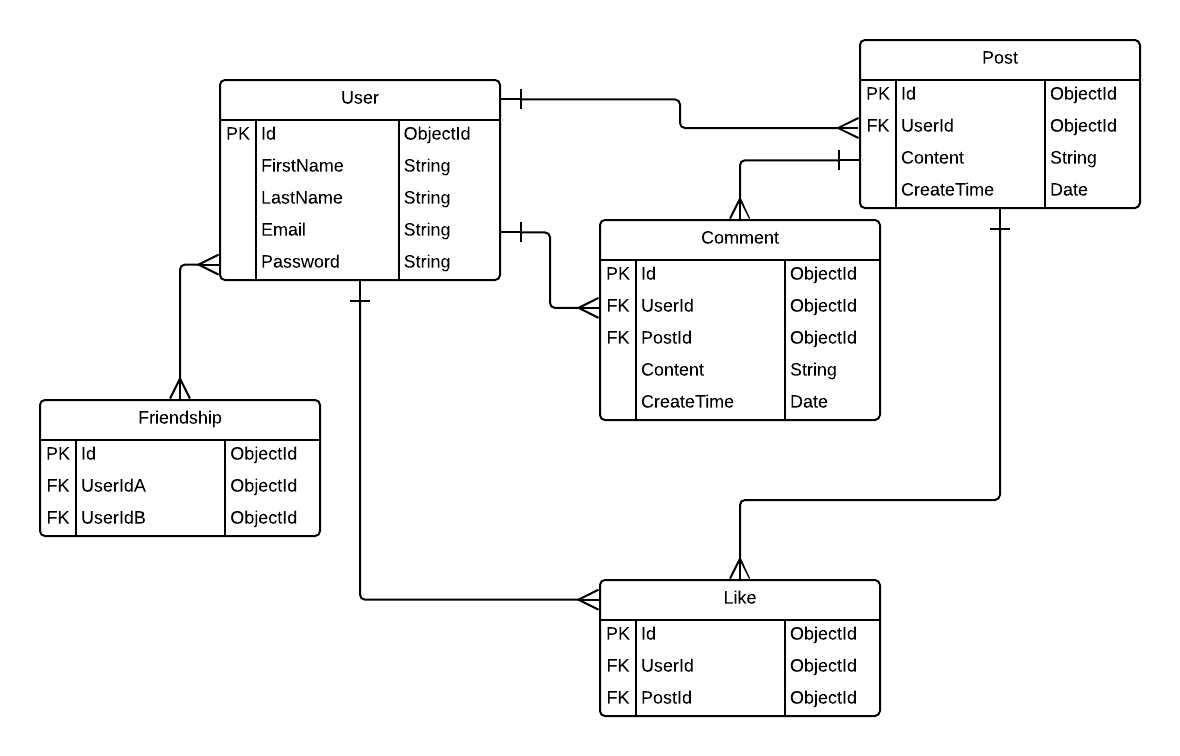 User
PK Id ObjectId
FirstName String
LastName String
Email String
Password String
Post
PK Id ObjectId
FK UserId ObjectId
Content String
CreateTime Date
Comment
PK Id ObjectId
FK UserId ObjectId
FK PostId ObjectId
Content String
CreateTime Date
Friendship
PK Id ObjectId
FK UserIdA ObjectId
FK UserIdB ObjectId
Like
PK Id ObjectId
FK UserId ObjectId
FK PostId ObjectId